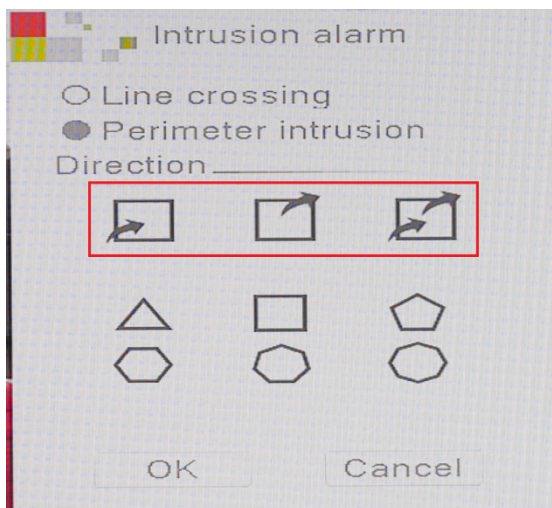 Intrusion alarm
Line crossing
Perimeter intrusion
Direction
OK
Cancel